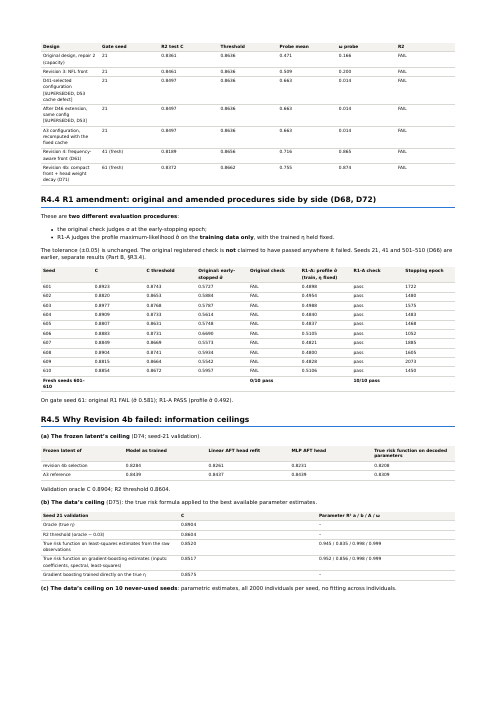 Design Gate seed R2 test C Threshold Probe mean ω probe R2
Original design, repair 2 21 0.8361 0.8636 0.471 0.166 FAIL
(capacity)
Revision 3: NFL front 21 0.8461 0.8636 0.509 0.200 FAIL
D41-selected 21 0.8497 0.8636 0.663 0.014 FAIL
configuration
[SUPERSEDED, D53
cache defect]
After D46 extension, 21 0.8497 0.8636 0.663 0.014 FAIL
same config
[SUPERSEDED, D53]
A3 configuration, 21 0.8497 0.8636 0.663 0.014 FAIL
recomputed with the
fixed cache
Revision 4: frequency- 41 (fresh) 0.8189 0.8656 0.716 0.865 FAIL
aware front (D61)
Revision 4b: compact 61 (fresh) 0.8372 0.8662 0.755 0.874 FAIL
front + head weight
decay (D71)
R4.4 R1 amendment: original and amended procedures side by side (D68, D72)
These are two different evaluation procedures:
• the original check judges σ at the early-stopping epoch;
• R1-A judges the profile maximum-likelihood σ̂ on the training data only, with the trained η held fixed.
The tolerance (±0.05) is unchanged. The original registered check is not claimed to have passed anywhere it failed. Seeds 21, 41 and 501–510 (D66) are
earlier, separate results (Part B, §R3.4).
Seed C C threshold Original: early- Original check R1-A: profile σ̂ R1-A check Stopping epoch
stopped σ̂ (train, η fixed)
601 0.8923 0.8743 0.5727 FAIL 0.4898 pass 1722
602 0.8820 0.8653 0.5884 FAIL 0.4954 pass 1480
603 0.8977 0.8768 0.5787 FAIL 0.4988 pass 1575
604 0.8909 0.8733 0.5614 FAIL 0.4840 pass 1483
605 0.8807 0.8631 0.5748 FAIL 0.4837 pass 1468
606 0.8883 0.8731 0.6690 FAIL 0.5105 pass 1052
607 0.8849 0.8669 0.5573 FAIL 0.4821 pass 1885
608 0.8904 0.8741 0.5934 FAIL 0.4800 pass 1605
609 0.8815 0.8664 0.5542 FAIL 0.4828 pass 2073
610 0.8854 0.8672 0.5957 FAIL 0.5106 pass 1450
Fresh seeds 601– 0/10 pass 10/10 pass
610
On gate seed 61: original R1 FAIL (σ̂ 0.581); R1-A PASS (profile σ̂ 0.492).
R4.5 Why Revision 4b failed: information ceilings
(a) The frozen latent's ceiling (D74; seed-21 validation).
Frozen latent of Model as trained Linear AFT head refit MLP AFT head True risk function on decoded
parameters
revision 4b selection 0.8284 0.8261 0.8231 0.8208
A3 reference 0.8439 0.8437 0.8439 0.8309
Validation oracle C 0.8904; R2 threshold 0.8604.
(b) The data's ceiling (D75): the true risk formula applied to the best available parameter estimates.
Seed 21 validation C Parameter R² a / b / A / ω
Oracle (true η) 0.8904 –
R2 threshold (oracle − 0.03) 0.8604 –
True risk function on least-squares estimates from the raw 0.8520 0.945 / 0.835 / 0.998 / 0.999
observations
True risk function on gradient-boosting estimates (inputs: 0.8517 0.952 / 0.856 / 0.998 / 0.999
coefficients, spectral, least-squares)
Gradient boosting trained directly on the true η 0.8575 –
(c) The data's ceiling on 10 never-used seeds: parametric estimates, all 2000 individuals per seed, no fitting across individuals.